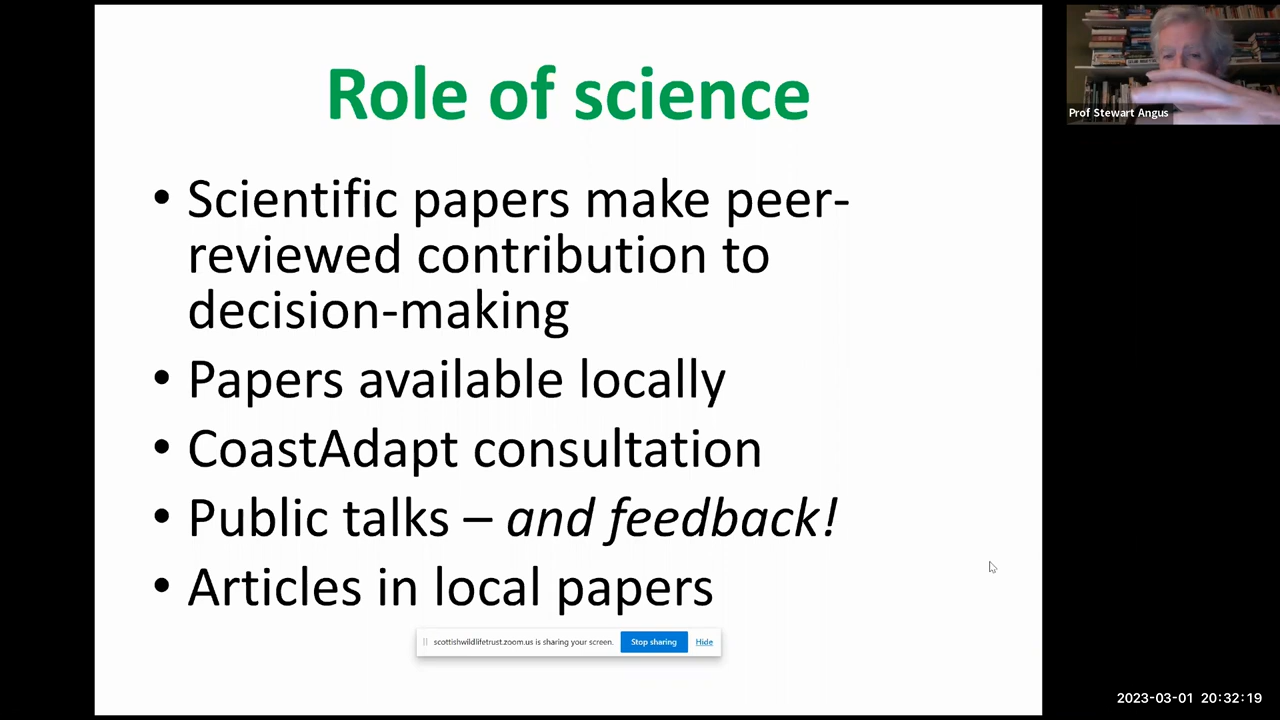 Role of science
• Scientific papers make peer-
reviewed contribution to
decision-making
• Papers available locally
• CoastAdapt consultation
• Public talks – and feedback!
• Articles in local papers
scottishwildlifetrust.zoom.us is sharing your screen. Stop sharing Hide
Prof Stewart Angus
2023-03-01 20:32:19